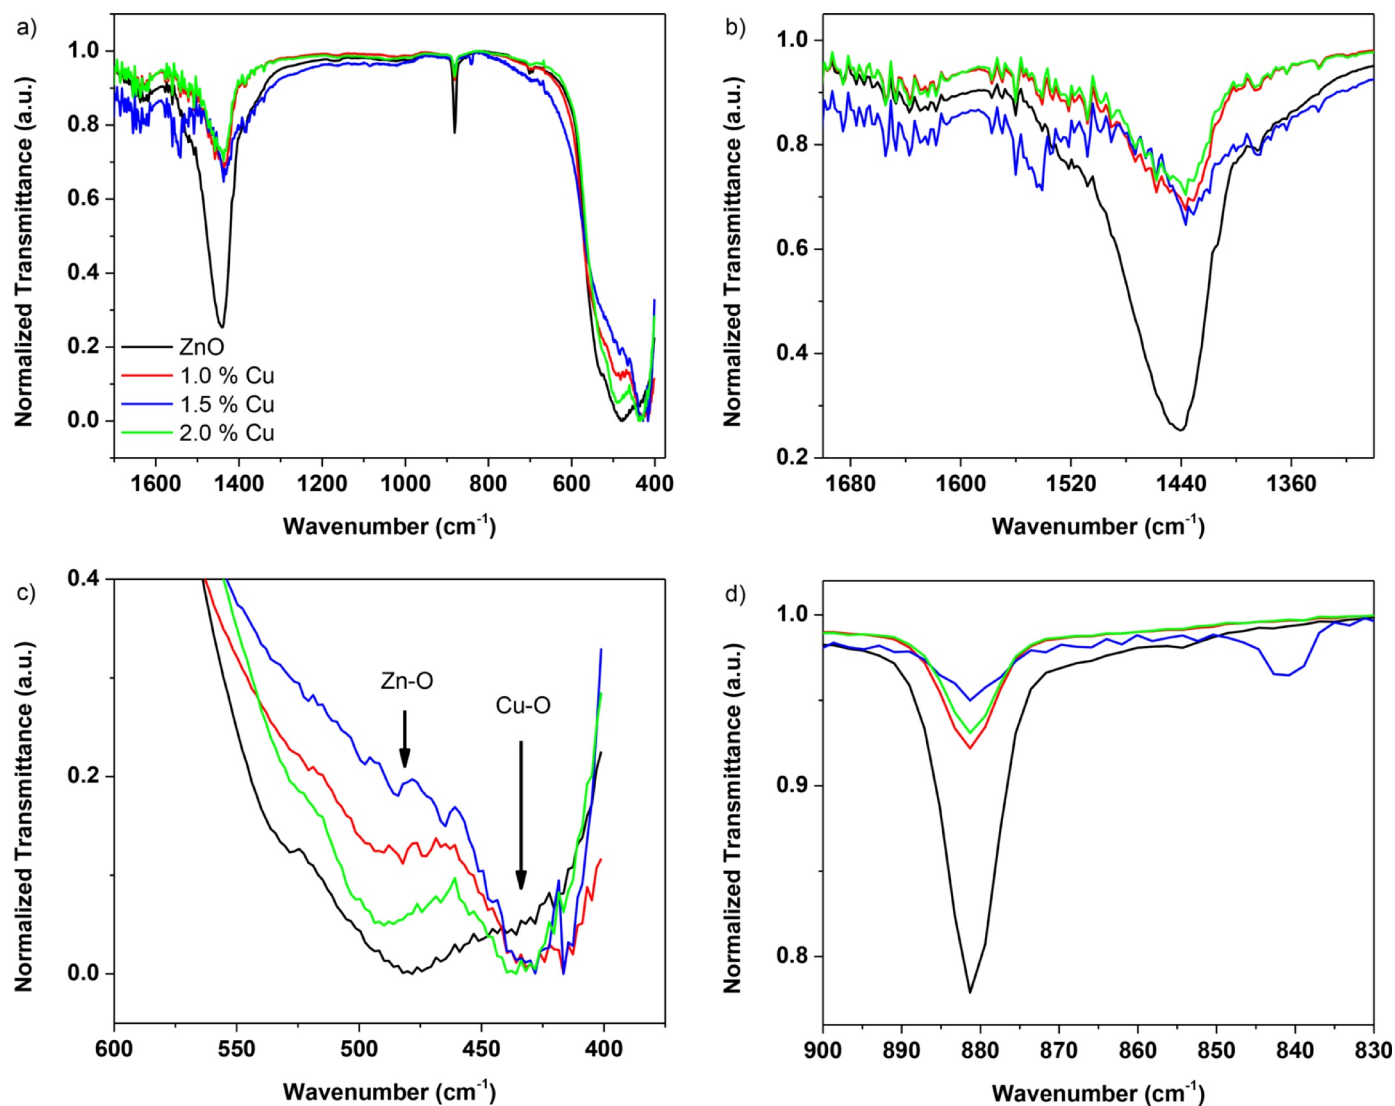 a)
Normalized Transmittance (a.u.)
1.0
0.8
0.6
0.4
0.2
0.0
ZnO
1.0 % Cu
1.5 % Cu
2.0 % Cu
1600 1400 1200 1000 800 600 400
Wavenumber (cm-1)
b)
Normalized Transmittance (a.u.)
1.0
0.8
0.6
0.4
0.2
1680 1600 1520 1440 1360
Wavenumber (cm-1)
c)
Normalized Transmittance (a.u.)
0.4
0.2
0.0
Zn-O
Cu-O
600 550 500 450 400
Wavenumber (cm-1)
d)
Normalized Transmittance (a.u.)
1.0
0.9
0.8
900 890 880 870 860 850 840 830
Wavenumber (cm-1)